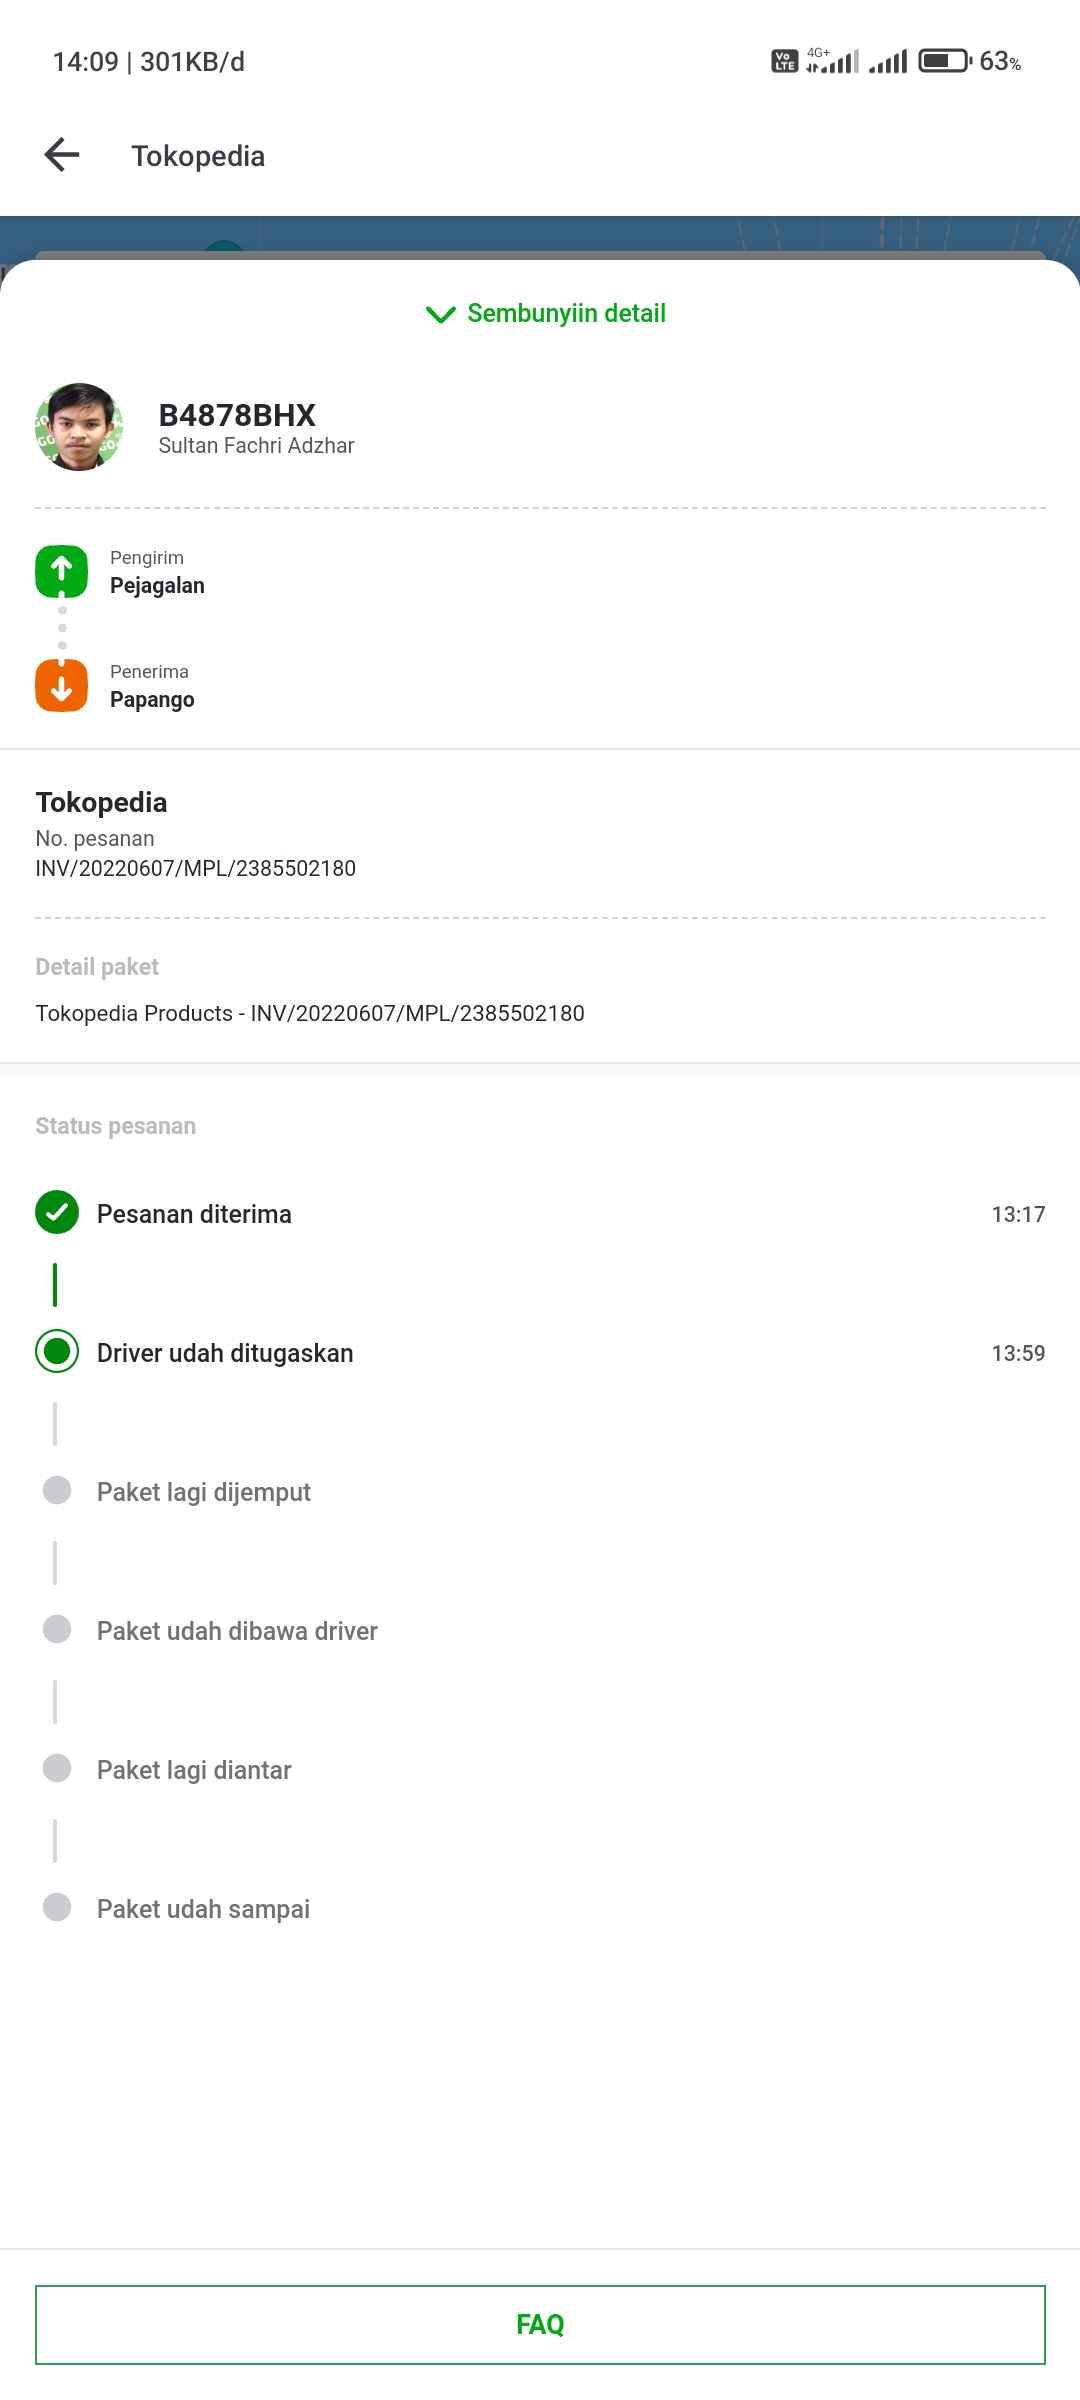 14:09 | 301KB/d
Vo LTE 4G+ 63%
Tokopedia
Sembunyiin detail
B4878BHX
Sultan Fachri Adzhar
Pengirim
Pejagalan
Penerima
Papango
Tokopedia
No. pesanan
INV/20220607/MPL/2385502180
Detail paket
Tokopedia Products - INV/20220607/MPL/2385502180
Status pesanan
Pesanan diterima 13:17
Driver udah ditugaskan 13:59
Paket lagi dijemput
Paket udah dibawa driver
Paket lagi diantar
Paket udah sampai
FAQ